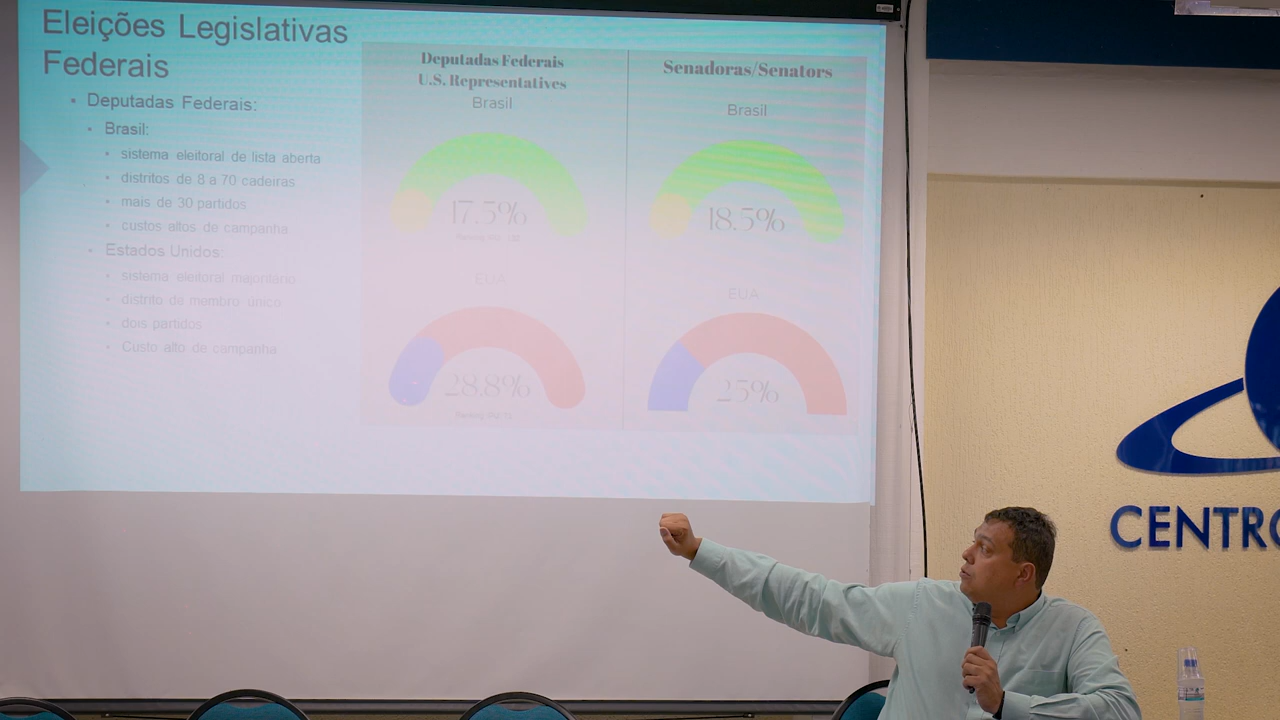 Eleições Legislativas
Federais
Deputadas Federais:
Brasil:
sistema eleitoral de lista aberta
distritos de 8 a 70 cadeiras
mais de 30 partidos
custos altos de campanha
Estados Unidos:
sistema eleitoral majoritário
distrito de membro único
dois partidos
Custo alto de campanha
Deputadas Federais
U.S. Representatives
Brasil
17.5%
EUA
28.8%
Senadoras/Senators
Brasil
18.5%
EUA
25%
CENTRO